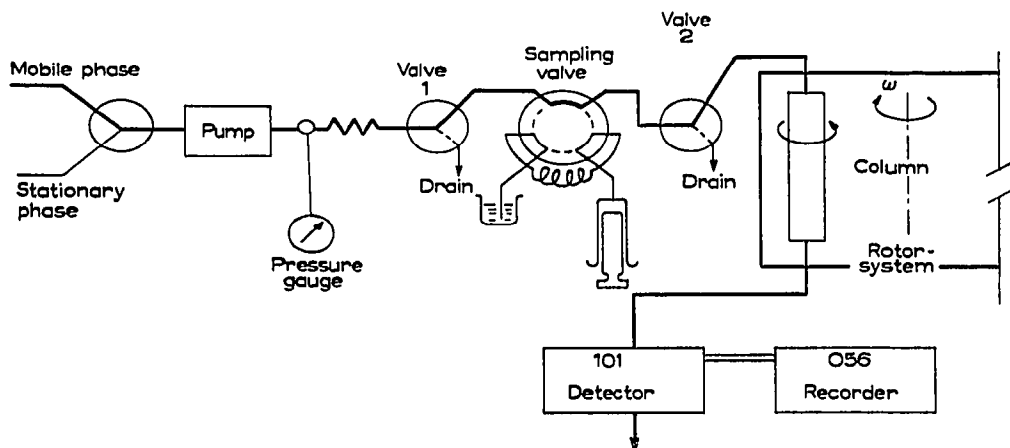 Mobile phase
Stationary
phase
Pump
Pressure
gauge
Valve
1
Drain
Sampling
valve
Valve
2
Drain
ω
Column
Rotor-
system
101
Detector
056
Recorder